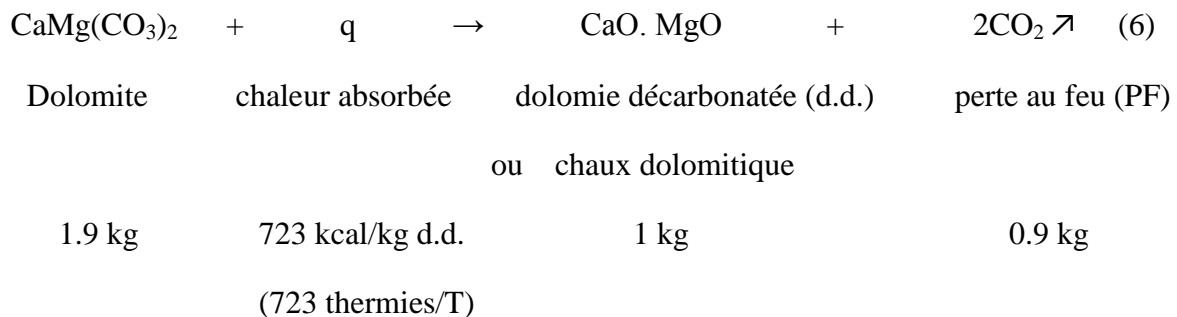 CaMg(CO₃)₂ + q → CaO. MgO + 2CO₂ ↗ (6)
Dolomite chaleur absorbée dolomie décarbonatée (d.d.) perte au feu (PF)
ou chaux dolomitique
1.9 kg 723 kcal/kg d.d. 1 kg 0.9 kg
(723 thermies/T)